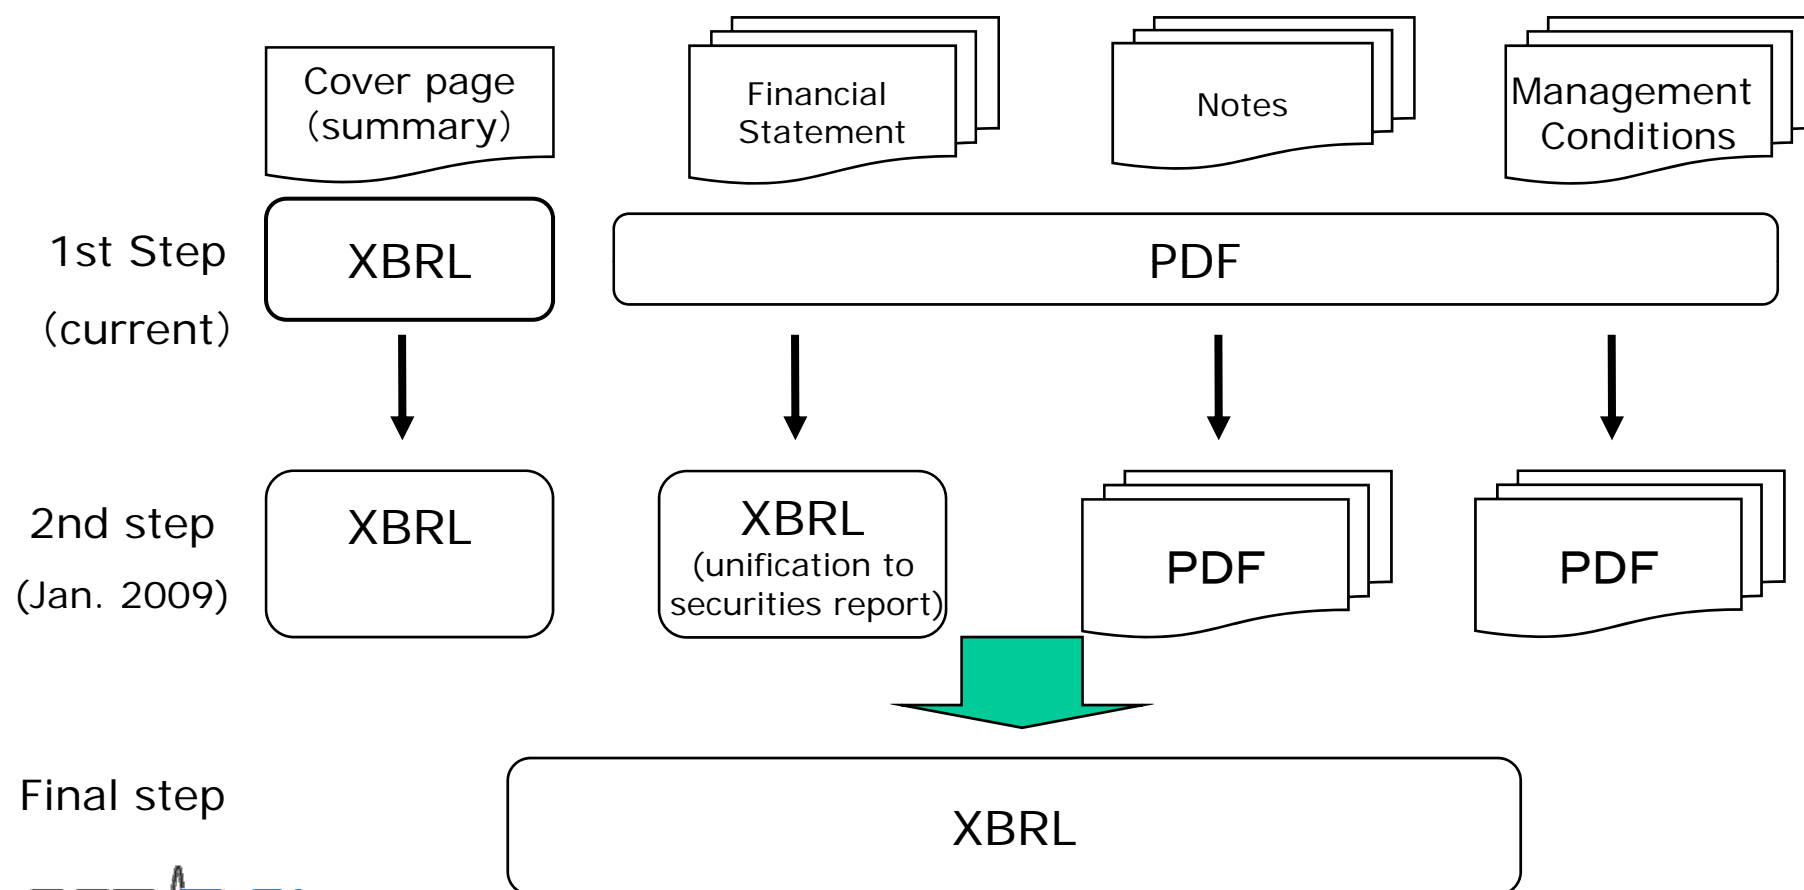 Cover page
(summary)
Financial
Statement
Notes
Management
Conditions
1st Step
(current)
XBRL
PDF
2nd step
(Jan. 2009)
XBRL
XBRL
(unification to
securities report)
PDF
PDF
Final step
XBRL